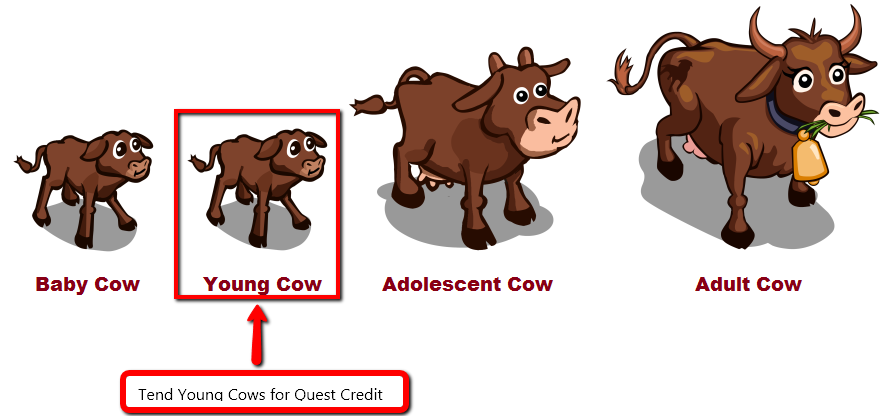 Baby Cow
Young Cow
Adolescent Cow
Adult Cow
Tend Young Cows for Quest Credit